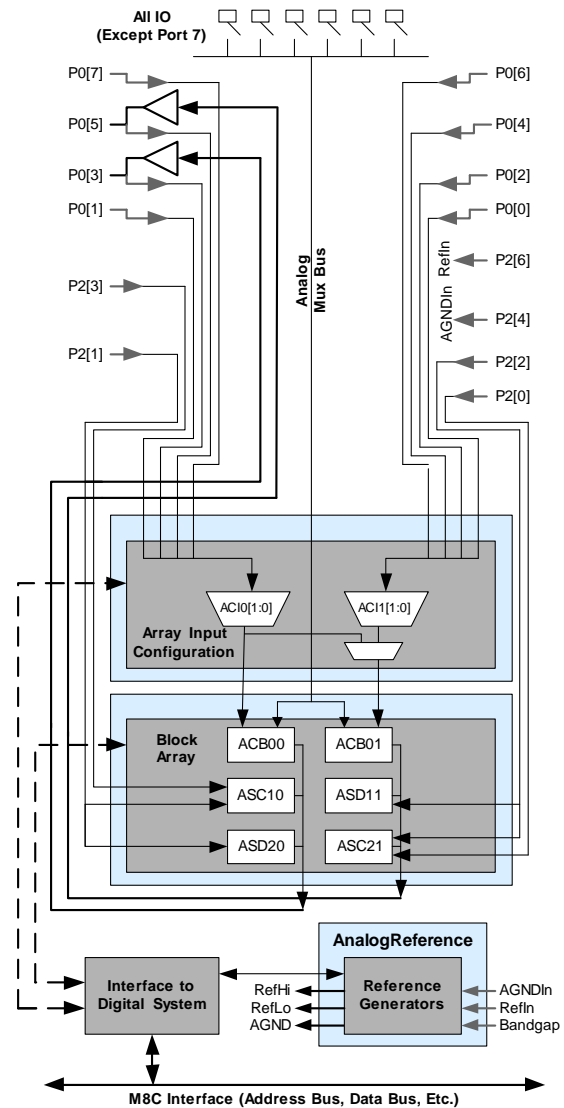 All IO
(Except Port 7)
P0[7]
P0[6]
P0[5]
P0[4]
P0[3]
P0[2]
P0[1]
P0[0]
P2[6]
P2[3]
P2[4]
P2[1]
P2[2]
P2[0]
Analog
Mux Bus
AGNDIn RefIn
ACI0[1:0]
ACI1[1:0]
Array Input
Configuration
Block
Array
ACB00
ACB01
ASC10
ASD11
ASD20
ASC21
AnalogReference
Interface to
Digital System
RefHi
RefLo
AGND
Reference
Generators
AGNDIn
RefIn
Bandgap
M8C Interface (Address Bus, Data Bus, Etc.)